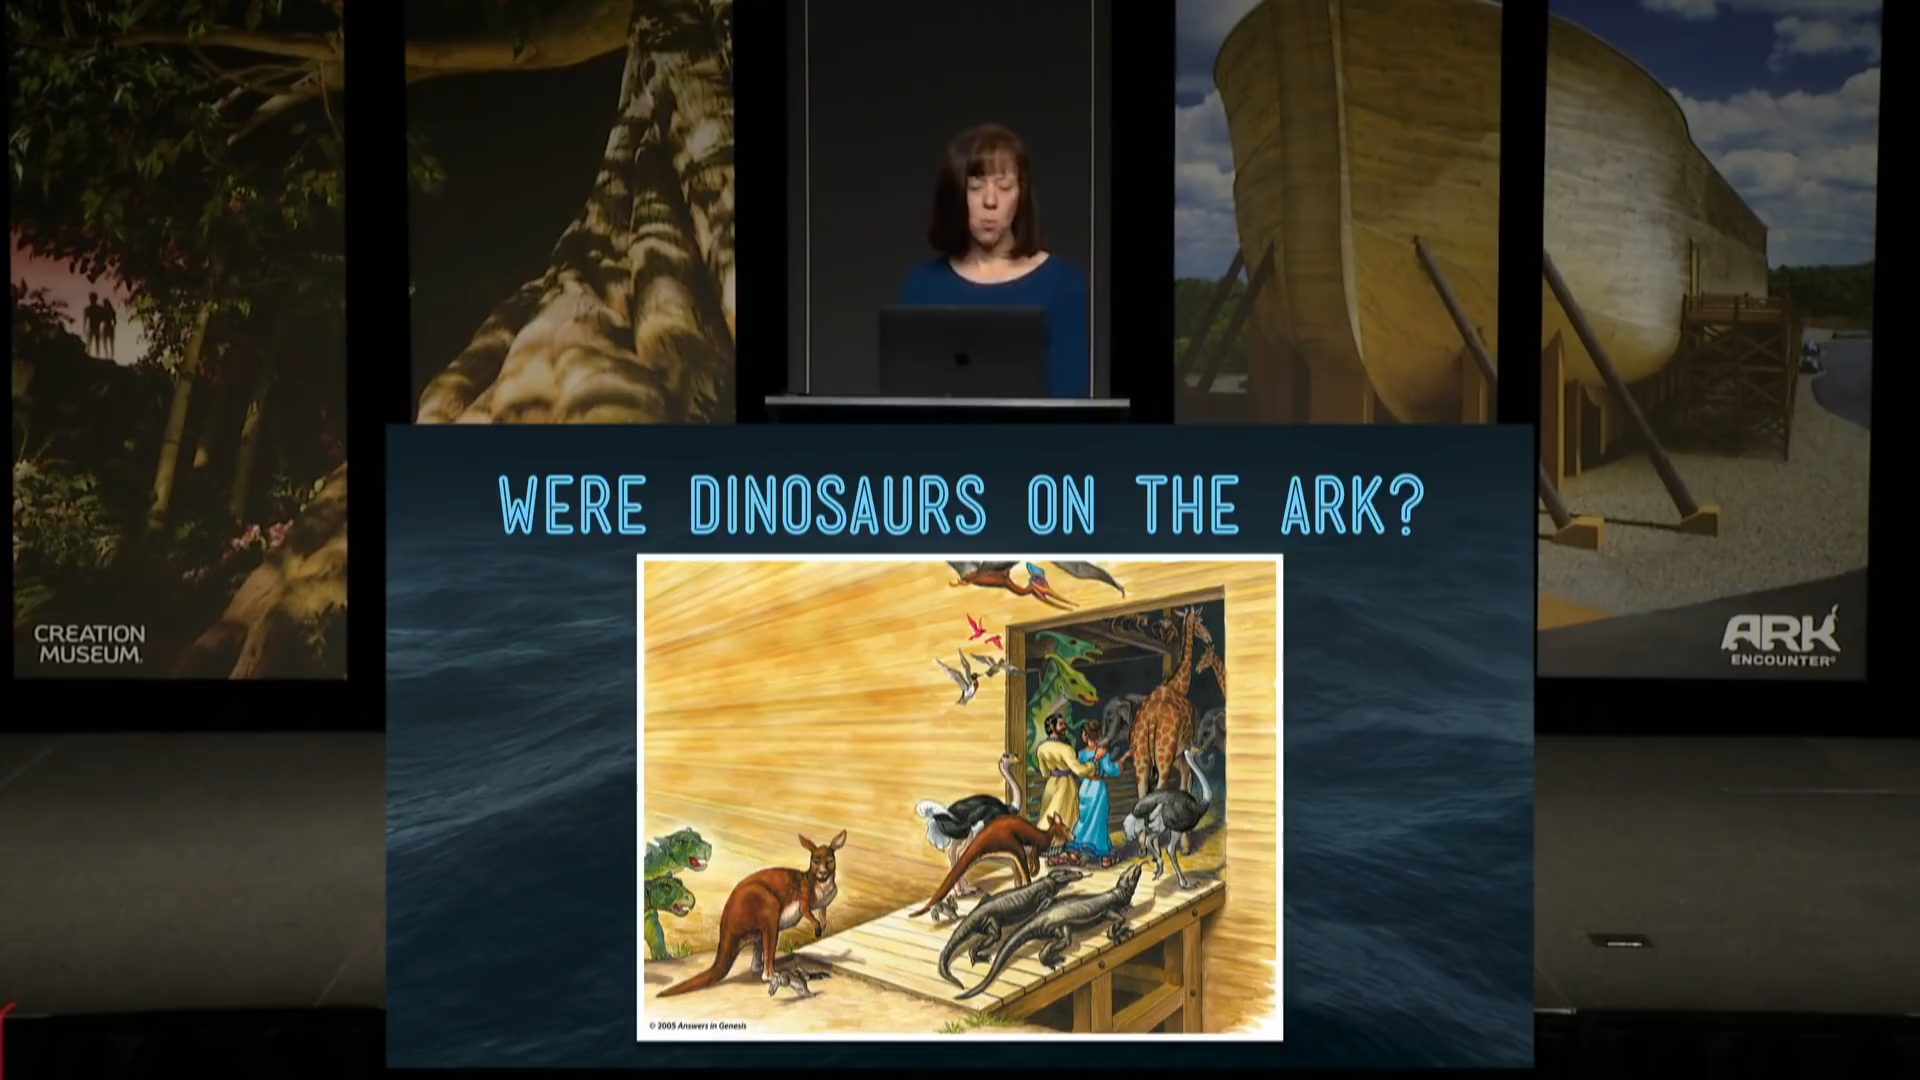 WERE DINOSAURS ON THE ARK?
CREATION
MUSEUM.
ARK
ENCOUNTER®
© 2005 Answers in Genesis